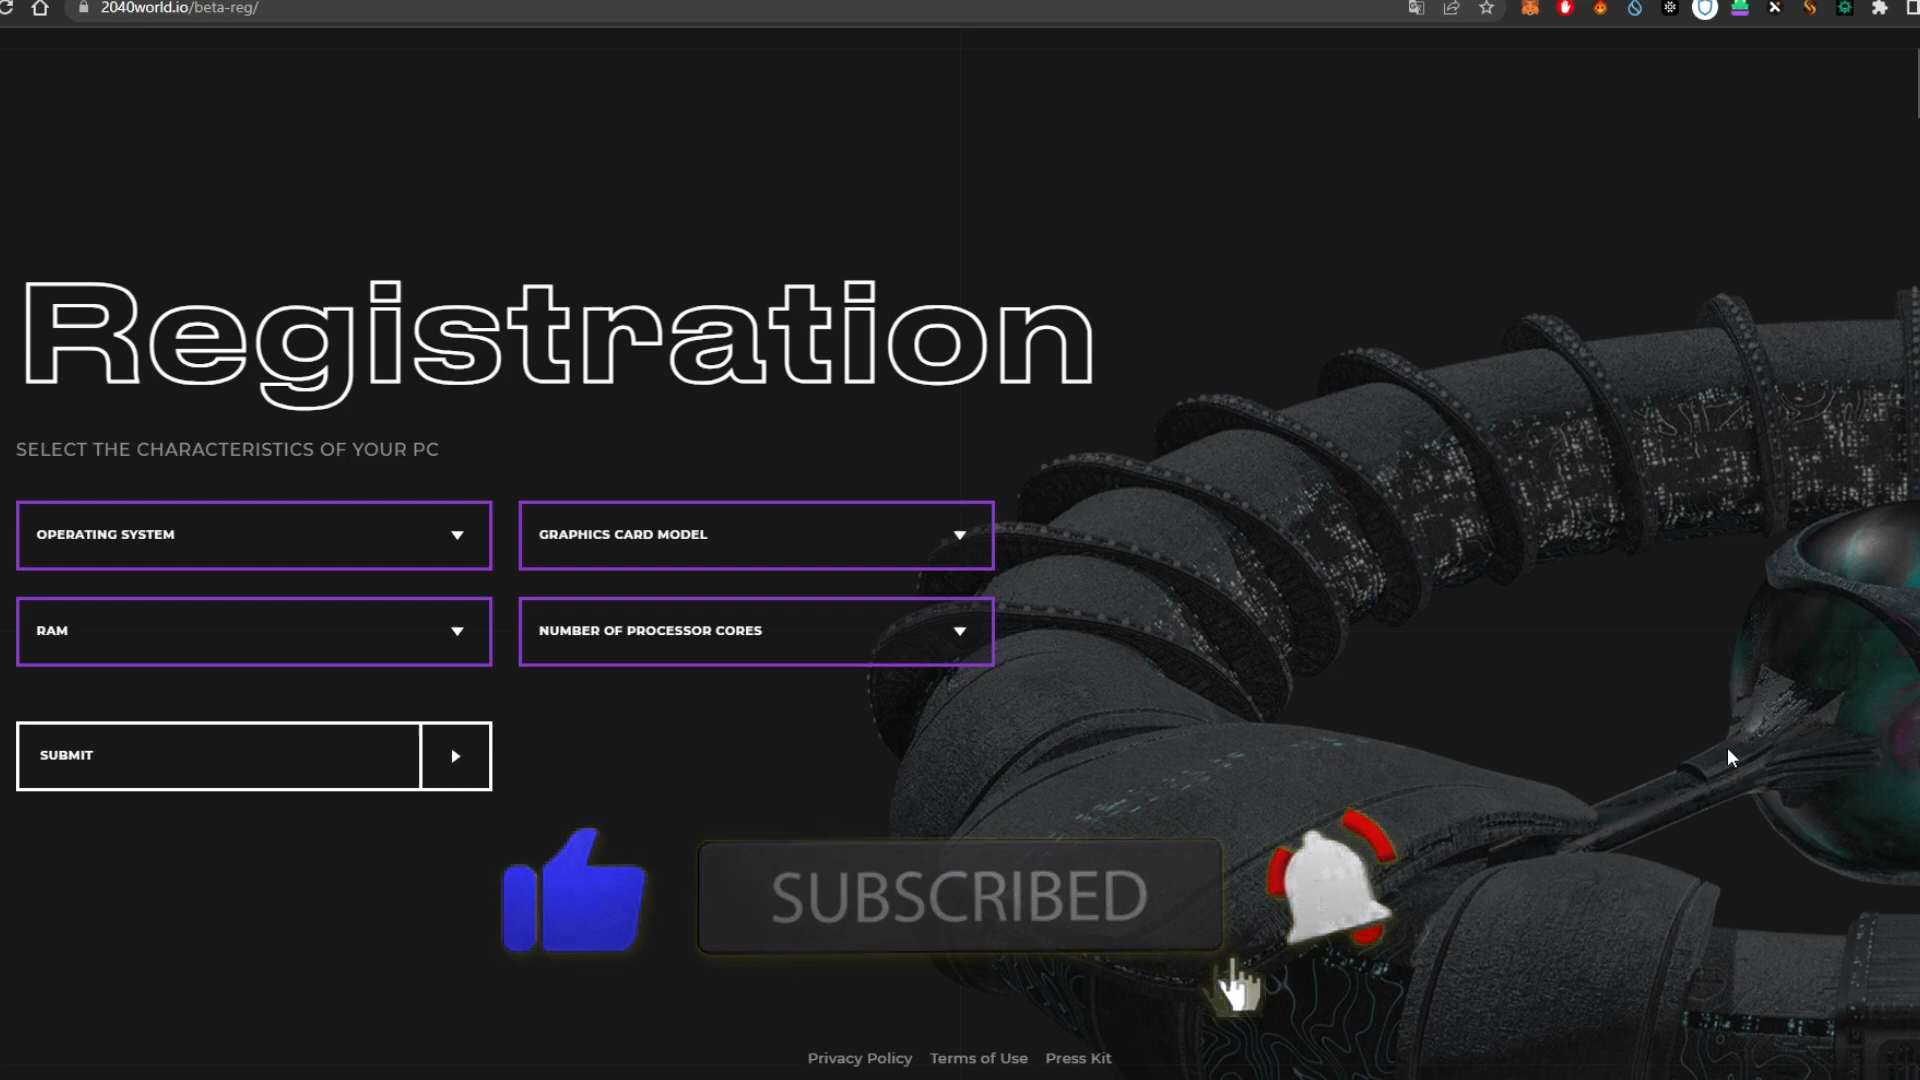 2040world.io/beta-reg/
Registration
SELECT THE CHARACTERISTICS OF YOUR PC
OPERATING SYSTEM
GRAPHICS CARD MODEL
RAM
NUMBER OF PROCESSOR CORES
SUBMIT
SUBSCRIBED
Privacy Policy Terms of Use Press Kit